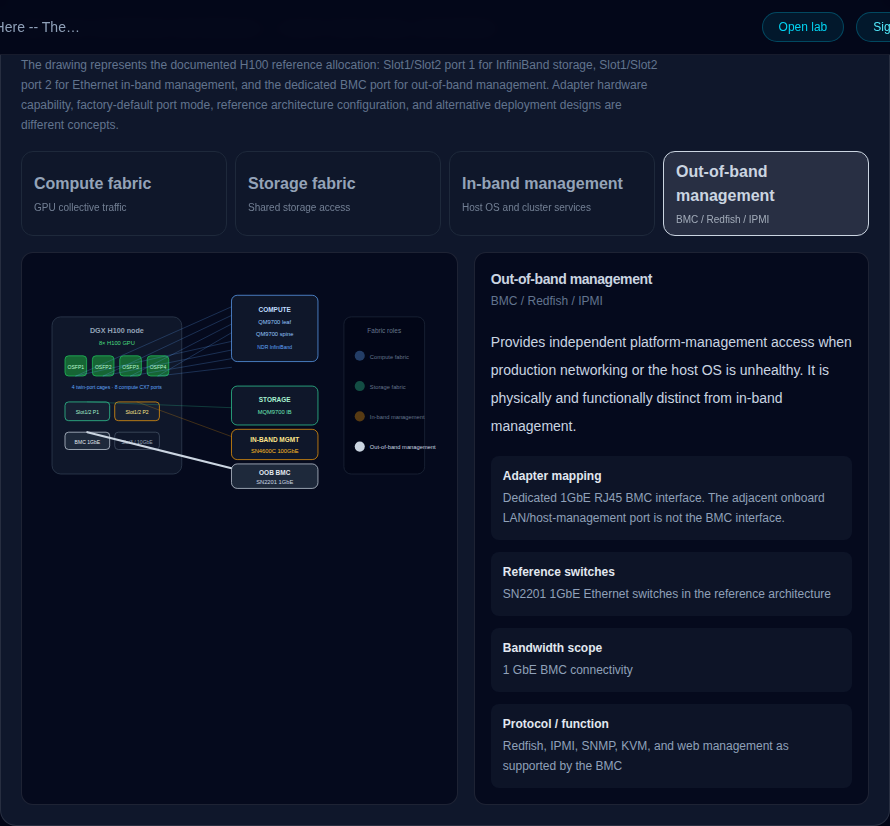 Here -- The…
Open lab
Sig
The drawing represents the documented H100 reference allocation: Slot1/Slot2 port 1 for InfiniBand storage, Slot1/Slot2
port 2 for Ethernet in-band management, and the dedicated BMC port for out-of-band management. Adapter hardware
capability, factory-default port mode, reference architecture configuration, and alternative deployment designs are
different concepts.
Compute fabric
GPU collective traffic
Storage fabric
Shared storage access
In-band management
Host OS and cluster services
Out-of-band
management
BMC / Redfish / IPMI
DGX H100 node
8× H100 GPU
OSFP1
OSFP2
OSFP3
OSFP4
4 twin-port cages · 8 compute CX7 ports
Slot1/2 P1
Slot1/2 P2
BMC 1GbE
COMPUTE
QM9700 leaf
QM9700 spine
NDR InfiniBand
STORAGE
MQM9700 IB
IN-BAND MGMT
SN4600C 100GbE
OOB BMC
SN2201 1GbE
Fabric roles
Compute fabric
Storage fabric
In-band management
Out-of-band management
Out-of-band management
BMC / Redfish / IPMI
Provides independent platform-management access when
production networking or the host OS is unhealthy. It is
physically and functionally distinct from in-band
management.
Adapter mapping
Dedicated 1GbE RJ45 BMC interface. The adjacent onboard
LAN/host-management port is not the BMC interface.
Reference switches
SN2201 1GbE Ethernet switches in the reference architecture
Bandwidth scope
1 GbE BMC connectivity
Protocol / function
Redfish, IPMI, SNMP, KVM, and web management as
supported by the BMC